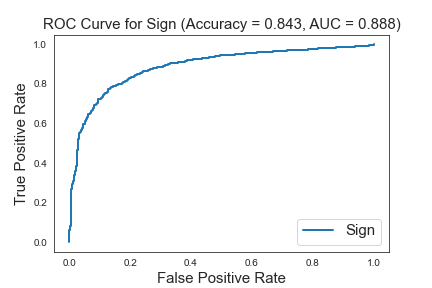 ROC Curve for Sign (Accuracy = 0.843, AUC = 0.888)
True Positive Rate
1.0
0.8
0.6
0.4
0.2
0.0
Sign
0.0 0.2 0.4 0.6 0.8 1.0
False Positive Rate